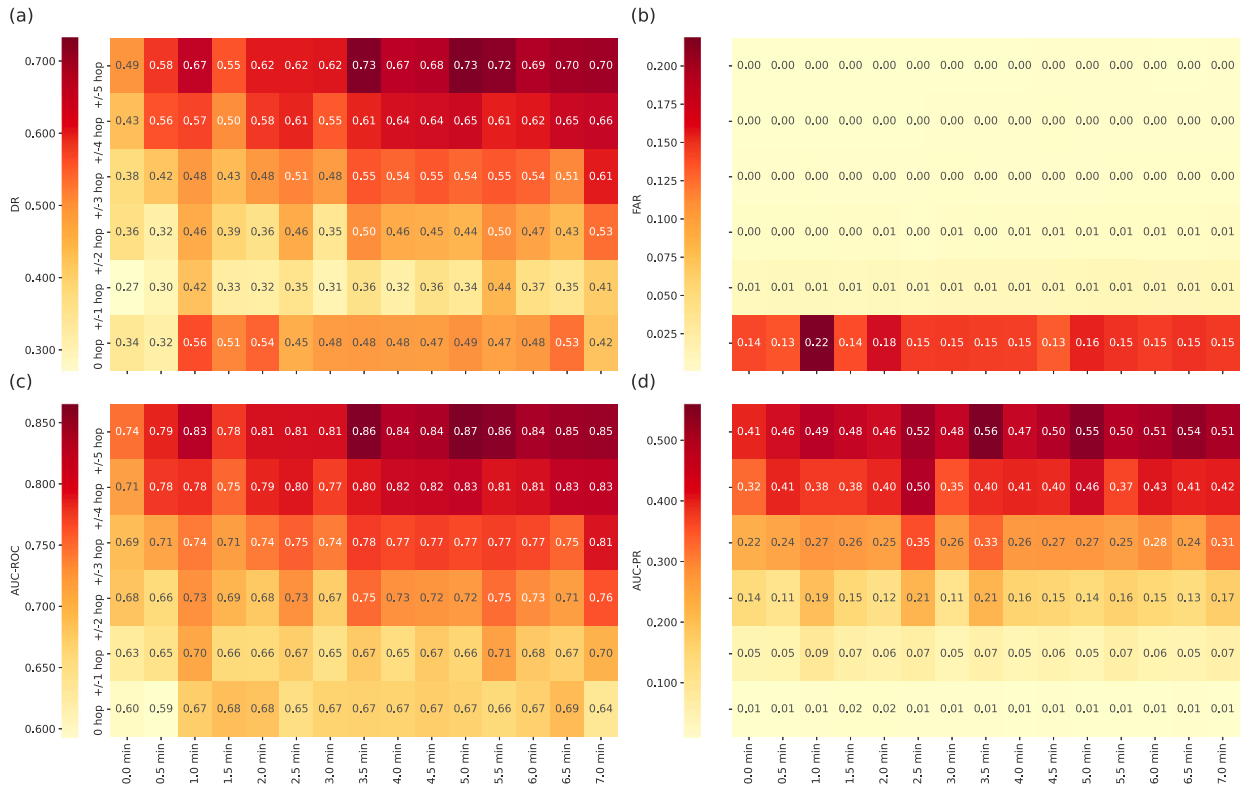 (a)
(b)
0.700
0.600
0.500
0.400
0.300
DR
+/-5 hop
+/-4 hop
+/-3 hop
+/-2 hop
+/-1 hop
0 hop
0.49 0.58 0.67 0.55 0.62 0.62 0.62 0.73 0.67 0.68 0.73 0.72 0.69 0.70 0.70
0.43 0.56 0.57 0.50 0.58 0.61 0.55 0.61 0.64 0.64 0.65 0.61 0.62 0.65 0.66
0.38 0.42 0.48 0.43 0.48 0.51 0.48 0.55 0.54 0.55 0.54 0.55 0.54 0.51 0.61
0.36 0.32 0.46 0.39 0.36 0.46 0.35 0.50 0.46 0.45 0.44 0.50 0.47 0.43 0.53
0.27 0.30 0.42 0.33 0.32 0.35 0.31 0.36 0.32 0.36 0.34 0.44 0.37 0.35 0.41
0.34 0.32 0.56 0.51 0.54 0.45 0.48 0.48 0.48 0.47 0.49 0.47 0.48 0.53 0.42
0.200
0.175
0.150
0.125
0.100
0.075
0.050
0.025
FAR
0.00 0.00 0.00 0.00 0.00 0.00 0.00 0.00 0.00 0.00 0.00 0.00 0.00 0.00 0.00
0.00 0.00 0.00 0.00 0.00 0.00 0.00 0.00 0.00 0.00 0.00 0.00 0.00 0.00 0.00
0.00 0.00 0.00 0.00 0.00 0.00 0.00 0.00 0.00 0.00 0.00 0.00 0.00 0.00 0.00
0.00 0.00 0.00 0.00 0.01 0.00 0.00 0.01 0.00 0.01 0.01 0.01 0.01 0.01 0.01
0.01 0.01 0.01 0.01 0.01 0.01 0.01 0.01 0.01 0.01 0.01 0.01 0.01 0.01 0.01
0.14 0.13 0.22 0.14 0.18 0.15 0.15 0.15 0.15 0.13 0.16 0.15 0.15 0.15 0.15
(c)
(d)
0.850
0.800
0.750
0.700
0.650
0.600
AUC-ROC
+/-5 hop
+/-4 hop
+/-3 hop
+/-2 hop
+/-1 hop
0 hop
0.74 0.79 0.83 0.78 0.81 0.81 0.81 0.86 0.84 0.84 0.87 0.86 0.84 0.85 0.85
0.71 0.78 0.78 0.75 0.79 0.80 0.77 0.80 0.82 0.82 0.83 0.81 0.81 0.83 0.83
0.69 0.71 0.74 0.71 0.74 0.75 0.74 0.78 0.77 0.77 0.77 0.77 0.77 0.75 0.81
0.68 0.66 0.73 0.69 0.68 0.73 0.67 0.75 0.73 0.72 0.72 0.75 0.73 0.71 0.76
0.63 0.65 0.70 0.66 0.66 0.67 0.65 0.67 0.65 0.67 0.66 0.71 0.68 0.67 0.70
0.60 0.59 0.67 0.68 0.68 0.65 0.67 0.67 0.67 0.67 0.67 0.66 0.67 0.69 0.64
0.0 min 0.5 min 1.0 min 1.5 min 2.0 min 2.5 min 3.0 min 3.5 min 4.0 min 4.5 min 5.0 min 5.5 min 6.0 min 6.5 min 7.0 min
0.500
0.400
0.300
0.200
0.100
AUC-PR
0.41 0.46 0.49 0.48 0.46 0.52 0.48 0.56 0.47 0.50 0.55 0.50 0.51 0.54 0.51
0.32 0.41 0.38 0.38 0.40 0.50 0.35 0.40 0.41 0.40 0.46 0.37 0.43 0.41 0.42
0.22 0.24 0.27 0.26 0.25 0.35 0.26 0.33 0.26 0.27 0.27 0.25 0.28 0.24 0.31
0.14 0.11 0.19 0.15 0.12 0.21 0.11 0.21 0.16 0.15 0.14 0.16 0.15 0.13 0.17
0.05 0.05 0.09 0.07 0.06 0.07 0.05 0.07 0.05 0.06 0.05 0.07 0.06 0.05 0.07
0.01 0.01 0.01 0.02 0.02 0.01 0.01 0.01 0.01 0.01 0.01 0.01 0.01 0.01 0.01
0.0 min 0.5 min 1.0 min 1.5 min 2.0 min 2.5 min 3.0 min 3.5 min 4.0 min 4.5 min 5.0 min 5.5 min 6.0 min 6.5 min 7.0 min